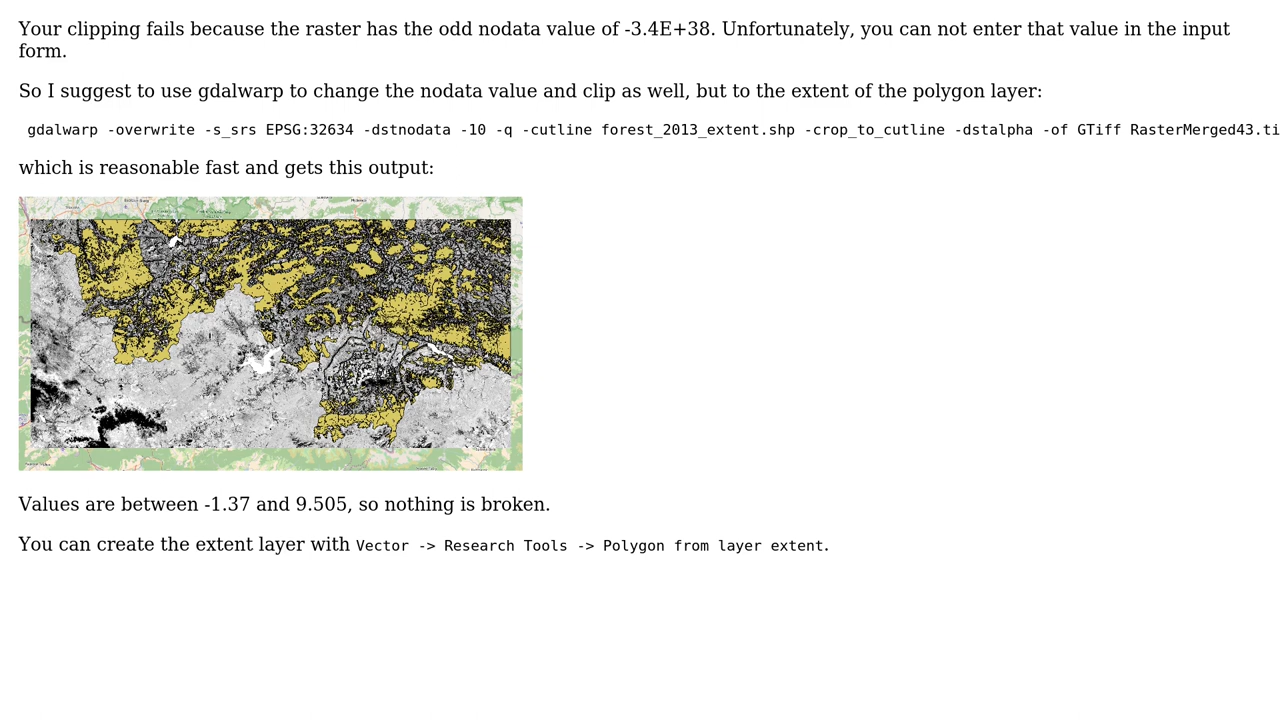 Your clipping fails because the raster has the odd nodata value of -3.4E+38. Unfortunately, you can not enter that value in the input
form.
So I suggest to use gdalwarp to change the nodata value and clip as well, but to the extent of the polygon layer:
gdalwarp -overwrite -s_srs EPSG:32634 -dstnodata -10 -q -cutline forest_2013_extent.shp -crop_to_cutline -dstalpha -of GTiff RasterMerged43.ti
which is reasonable fast and gets this output:
Values are between -1.37 and 9.505, so nothing is broken.
You can create the extent layer with Vector -> Research Tools -> Polygon from layer extent.